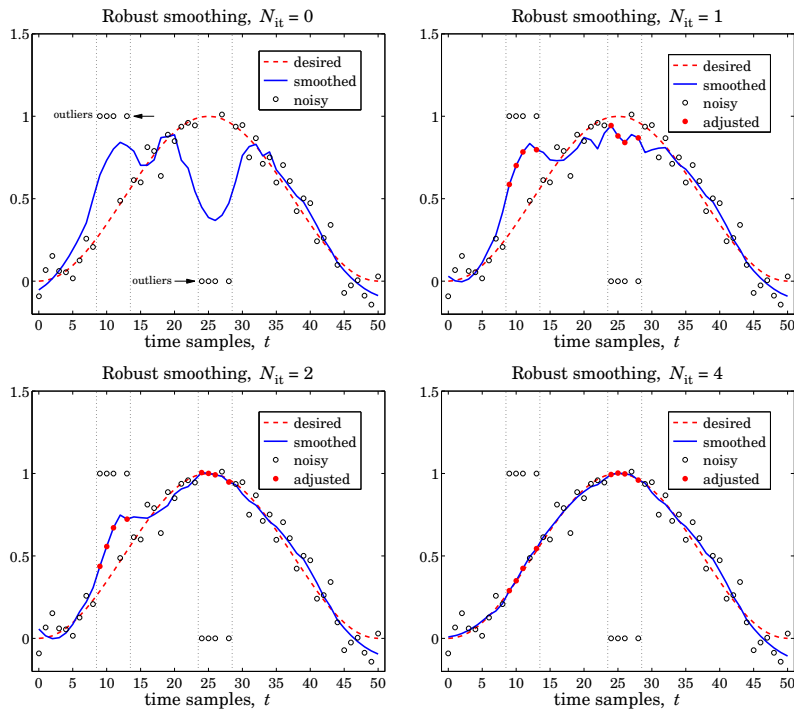 Robust smoothing, N_it = 0
1.5
1
0.5
0
0 5 10 15 20 25 30 35 40 45 50
time samples, t
desired
smoothed
noisy
outliers
outliers
Robust smoothing, N_it = 1
1.5
1
0.5
0
0 5 10 15 20 25 30 35 40 45 50
time samples, t
desired
smoothed
noisy
adjusted
Robust smoothing, N_it = 2
1.5
1
0.5
0
0 5 10 15 20 25 30 35 40 45 50
time samples, t
desired
smoothed
noisy
adjusted
Robust smoothing, N_it = 4
1.5
1
0.5
0
0 5 10 15 20 25 30 35 40 45 50
time samples, t
desired
smoothed
noisy
adjusted